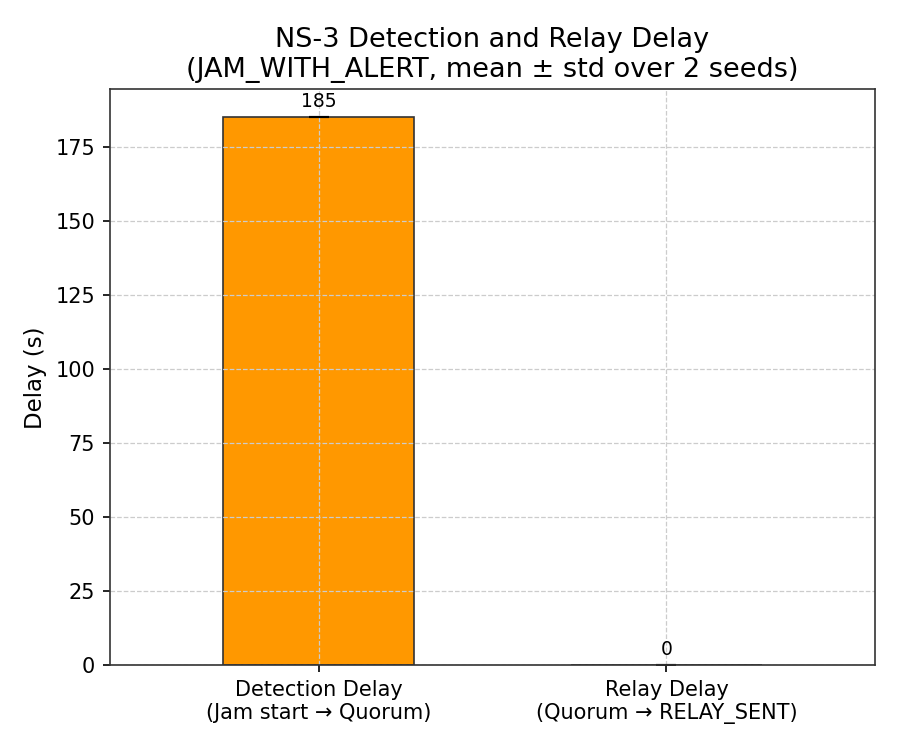 NS-3 Detection and Relay Delay
(JAM_WITH_ALERT, mean ± std over 2 seeds)
185
175
150
125
100
75
50
25
0
0
Delay (s)
Detection Delay
(Jam start → Quorum)
Relay Delay
(Quorum → RELAY_SENT)